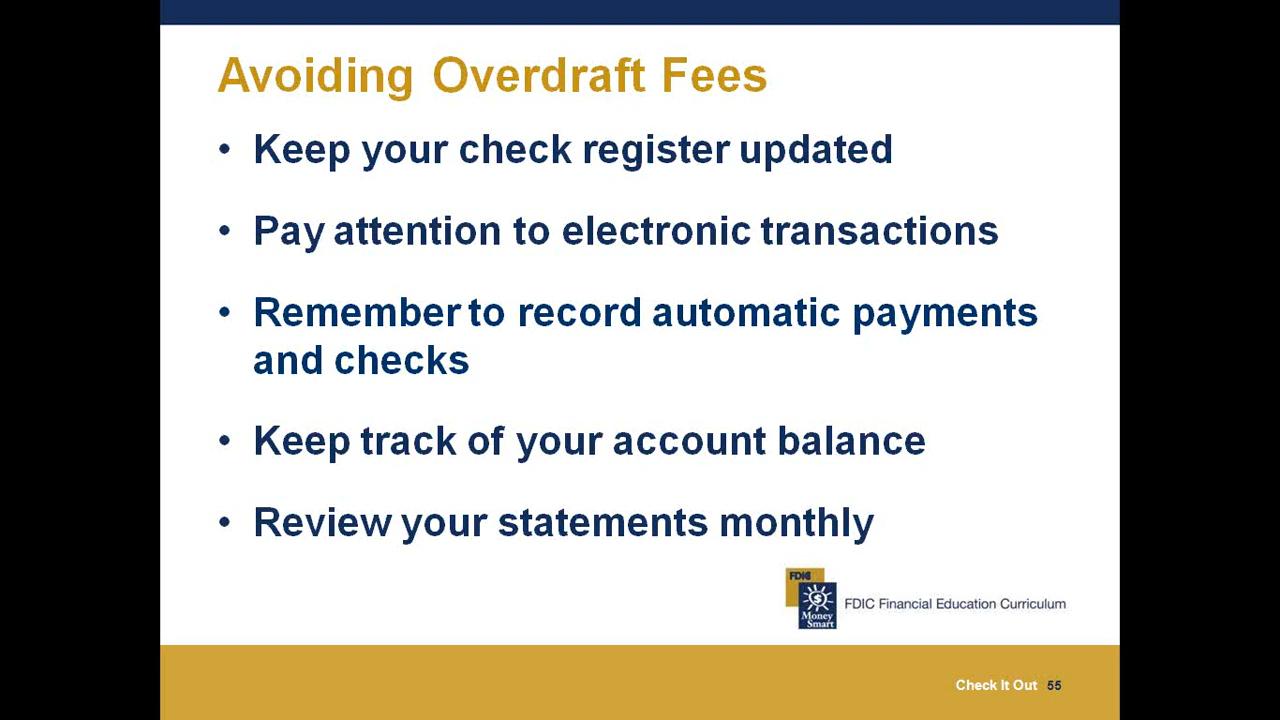 Avoiding Overdraft Fees
• Keep your check register updated
• Pay attention to electronic transactions
• Remember to record automatic payments
and checks
• Keep track of your account balance
• Review your statements monthly
FDIC
Money
Smart
FDIC Financial Education Curriculum
Check It Out 55